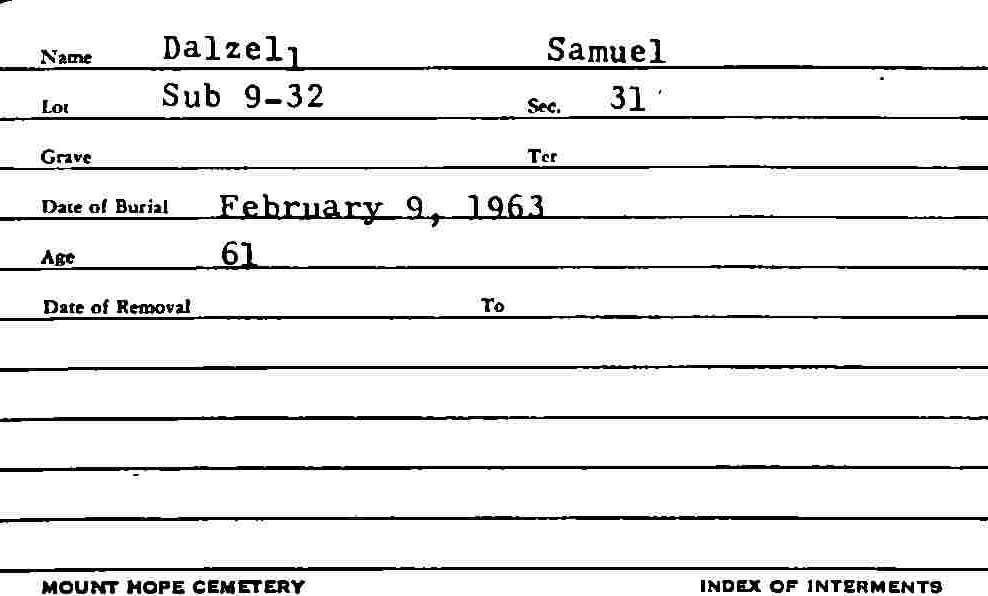 Name Dalzell Samuel
Lot Sub 9-32 Sec. 31
Grave Ter
Date of Burial February 9, 1963
Age 61
Date of Removal To
MOUNT HOPE CEMETERY INDEX OF INTERMENTS